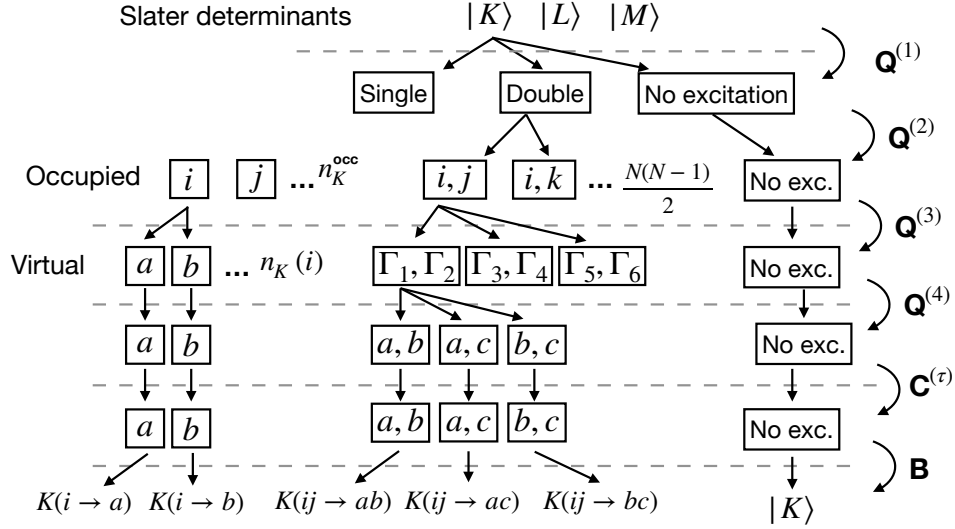 Slater determinants |K⟩ |L⟩ |M⟩
Q^(1)
Single Double No excitation
Q^(2)
Occupied i j ... n_K^occ i, j i, k ... N(N − 1)/2 No exc.
Q^(3)
Virtual a b ... n_K (i) Γ₁, Γ₂ Γ₃, Γ₄ Γ₅, Γ₆ No exc.
Q^(4)
a b a, b a, c b, c No exc.
C^(τ)
a b a, b a, c b, c No exc.
B
K(i → a) K(i → b) K(ij → ab) K(ij → ac) K(ij → bc) |K⟩